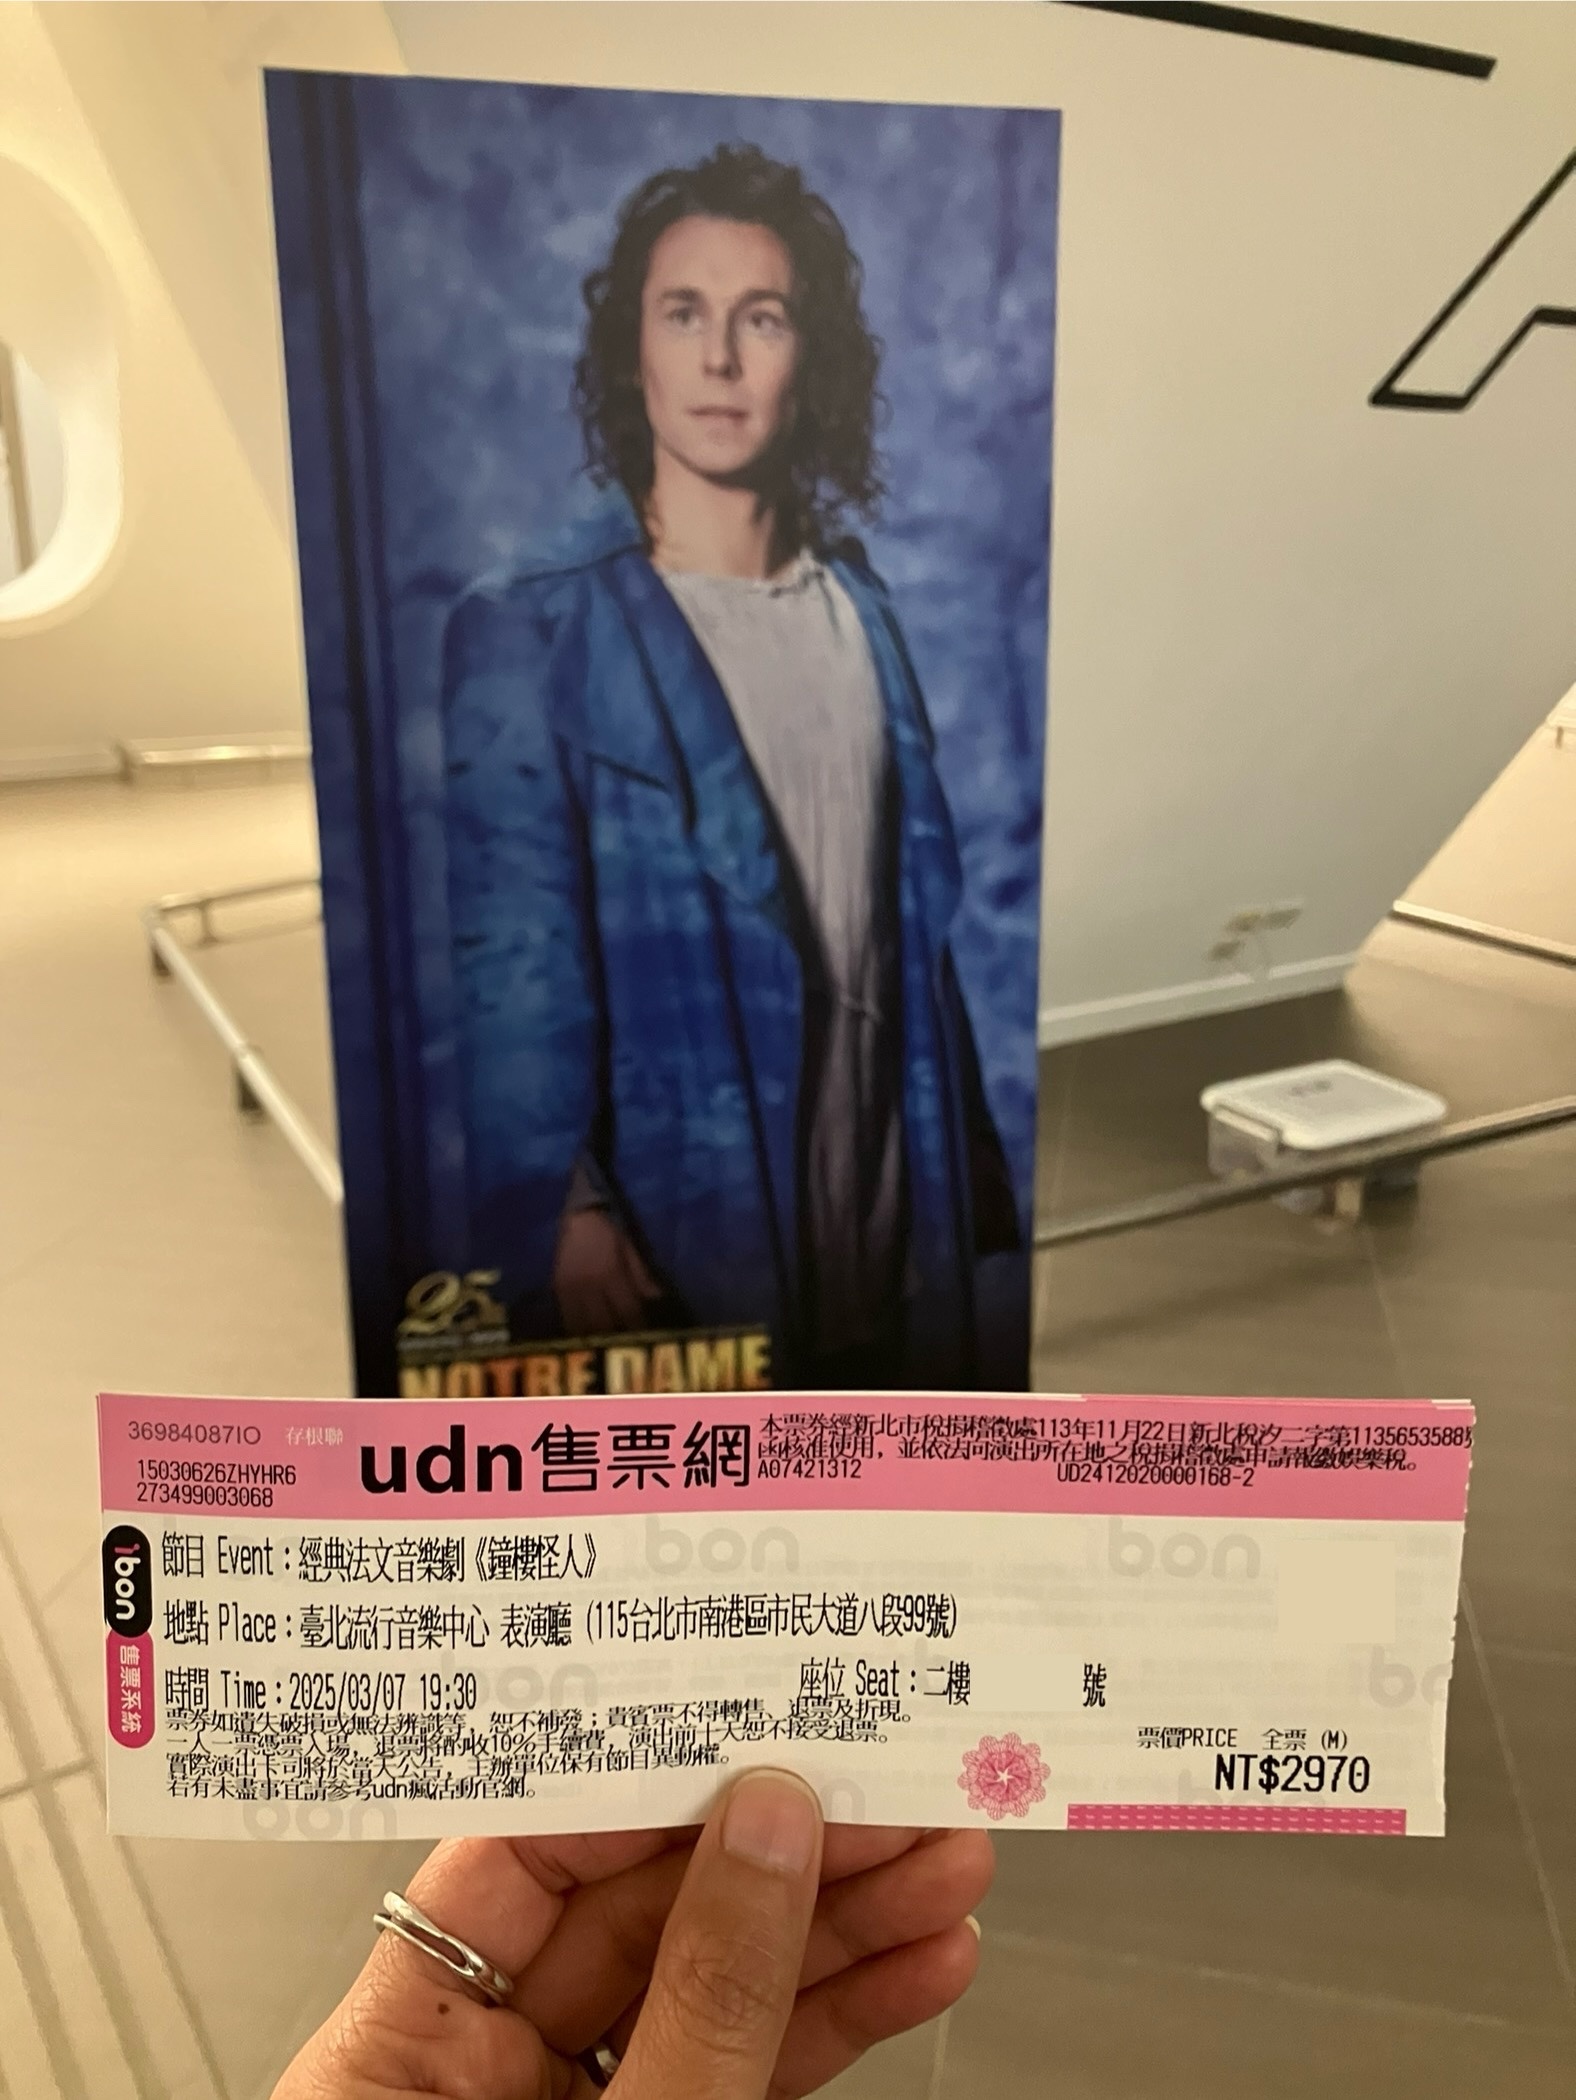 25
NOTRE DAME
36984087IO 存根聯
15030626ZHYHR6
273499003068
udn售票網
本票券經新北市稅捐稽徵處113年11月22日新北稅汐二字第1135653588號
函核准使用，並依法向演出所在地之稅捐稽徵處申請報繳娛樂稅。
A07421312 UD2412020000168-2
ibon
售票系統
節目 Event：經典法文音樂劇《鐘樓怪人》
地點 Place：臺北流行音樂中心 表演廳 (115台北市南港區市民大道八段99號)
時間 Time：2025/03/07 19:30 座位 Seat：二樓 號
票券如遺失破損或無法辨識等，恕不補發；貴賓票不得轉售、退票及折現。
一人一票憑票入場，退票將酌收10%手續費，演出前十天恕不接受退票。
實際演出卡司將於當天公告，主辦單位保有節目異動權。
若有未盡事宜請參考udn瘋活動官網。
票價PRICE 全票 (M)
NT$2970